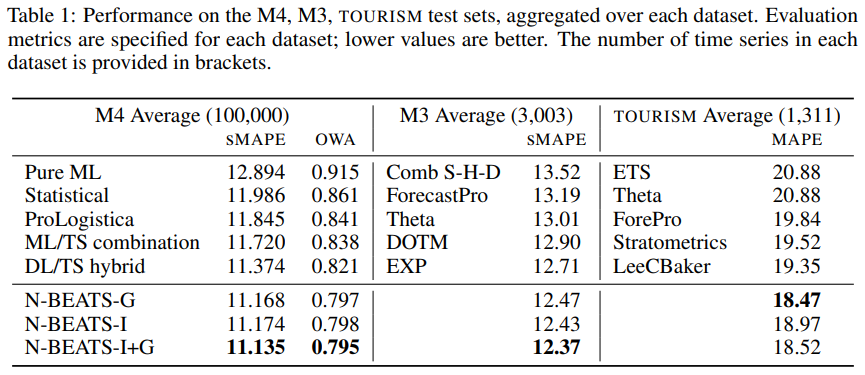 Table 1: Performance on the M4, M3, TOURISM test sets, aggregated over each dataset. Evaluation
metrics are specified for each dataset; lower values are better. The number of time series in each
dataset is provided in brackets.
M4 Average (100,000) M3 Average (3,003) TOURISM Average (1,311)
SMAPE OWA SMAPE MAPE
Pure ML 12.894 0.915 Comb S-H-D 13.52 ETS 20.88
Statistical 11.986 0.861 ForecastPro 13.19 Theta 20.88
ProLogistica 11.845 0.841 Theta 13.01 ForePro 19.84
ML/TS combination 11.720 0.838 DOTM 12.90 Stratometrics 19.52
DL/TS hybrid 11.374 0.821 EXP 12.71 LeeCBaker 19.35
N-BEATS-G 11.168 0.797 12.47 18.47
N-BEATS-I 11.174 0.798 12.43 18.97
N-BEATS-I+G 11.135 0.795 12.37 18.52